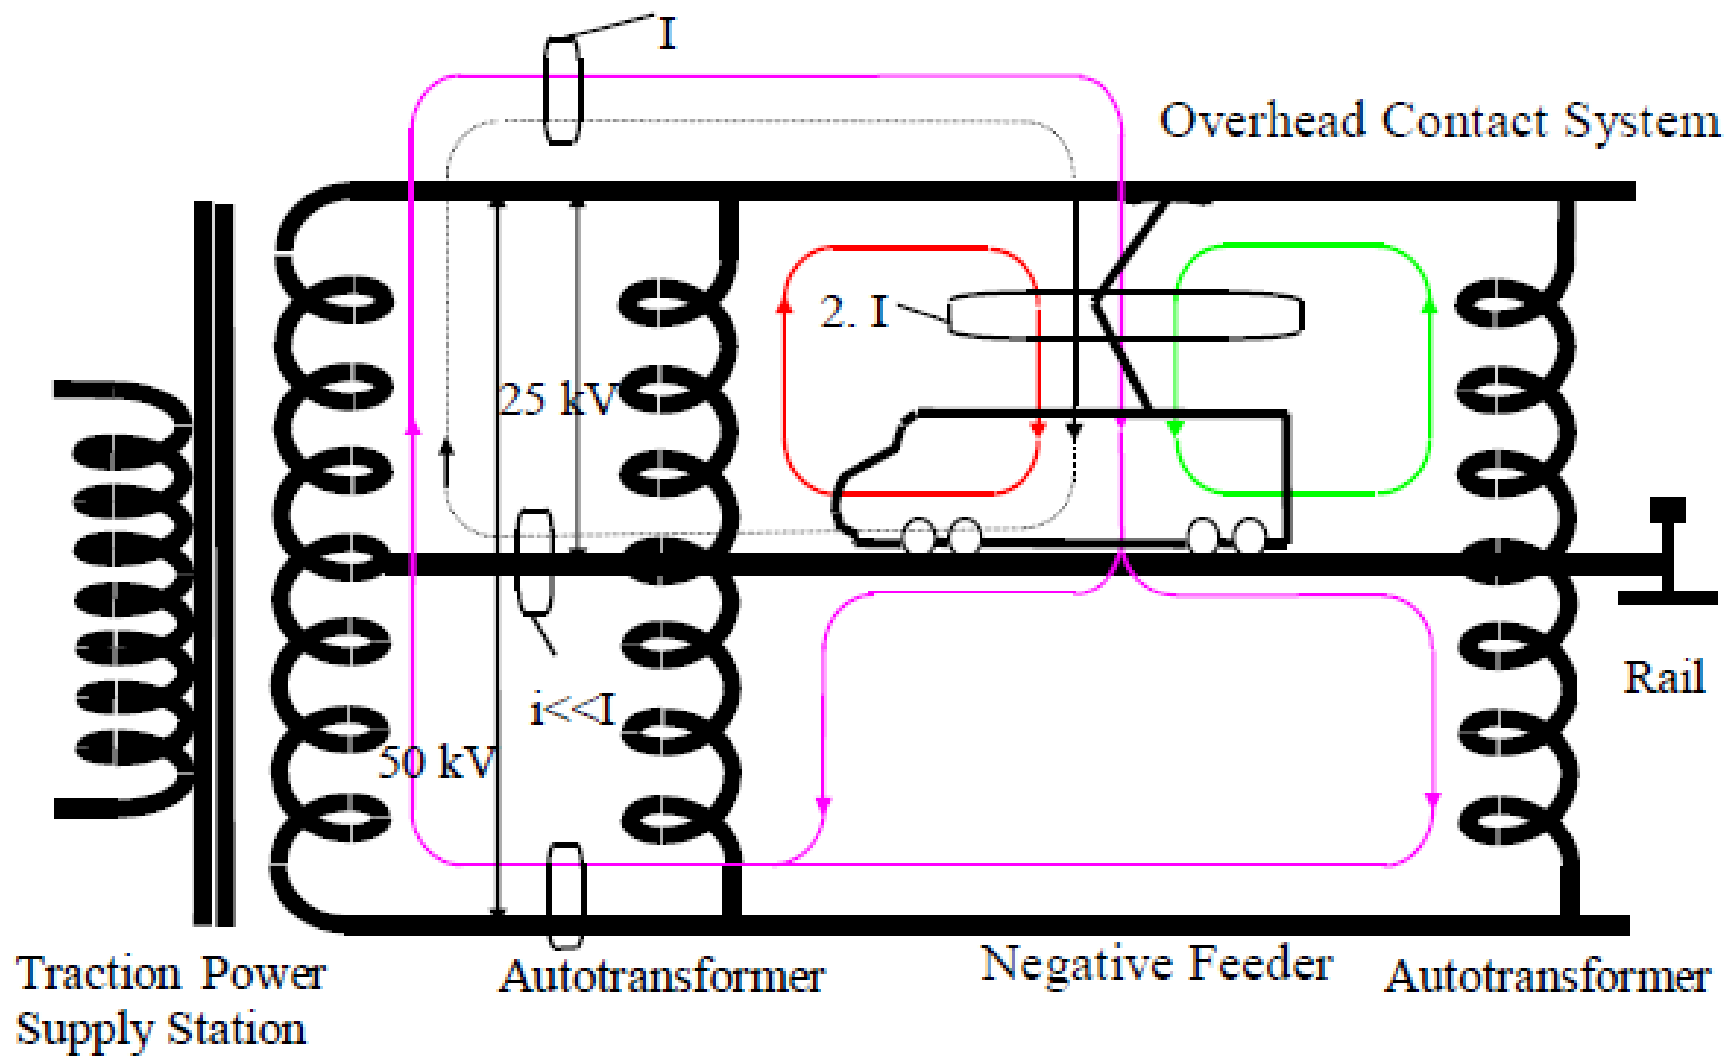 I
Overhead Contact System
2. I
25 kV
Rail
i<<I
50 kV
Negative Feeder
Traction Power
Supply Station
Autotransformer
Autotransformer